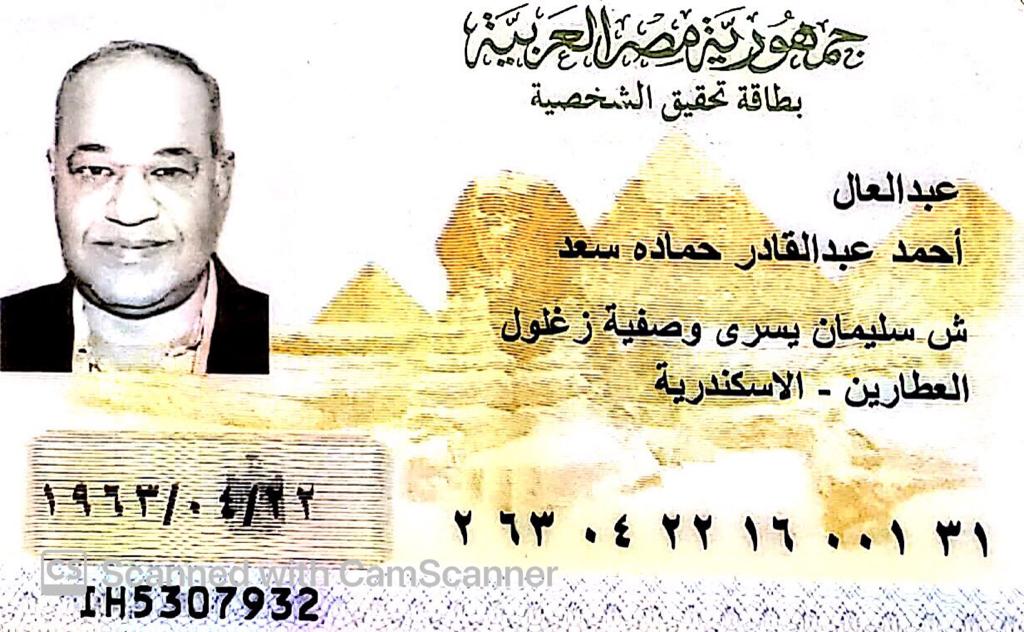 جمهورية مصر العربية
بطاقة تحقيق الشخصية
عبدالعال
أحمد عبدالقادر حماده سعد
ش سليمان يسرى وصفية زغلول
العطارين - الاسكندرية
١٩٦٣/٠٤/٢٢
٢ ٦٣ ٠٤ ٢٢ ١٦ ٠٠١ ٣١
CS Scanned with CamScanner
IH5307932